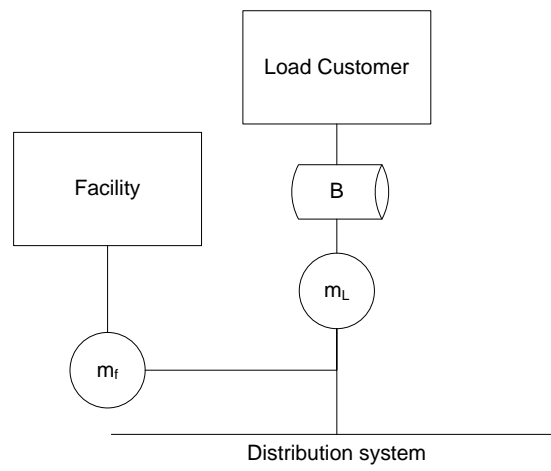 Load Customer
Facility
B
mL
mf
Distribution system